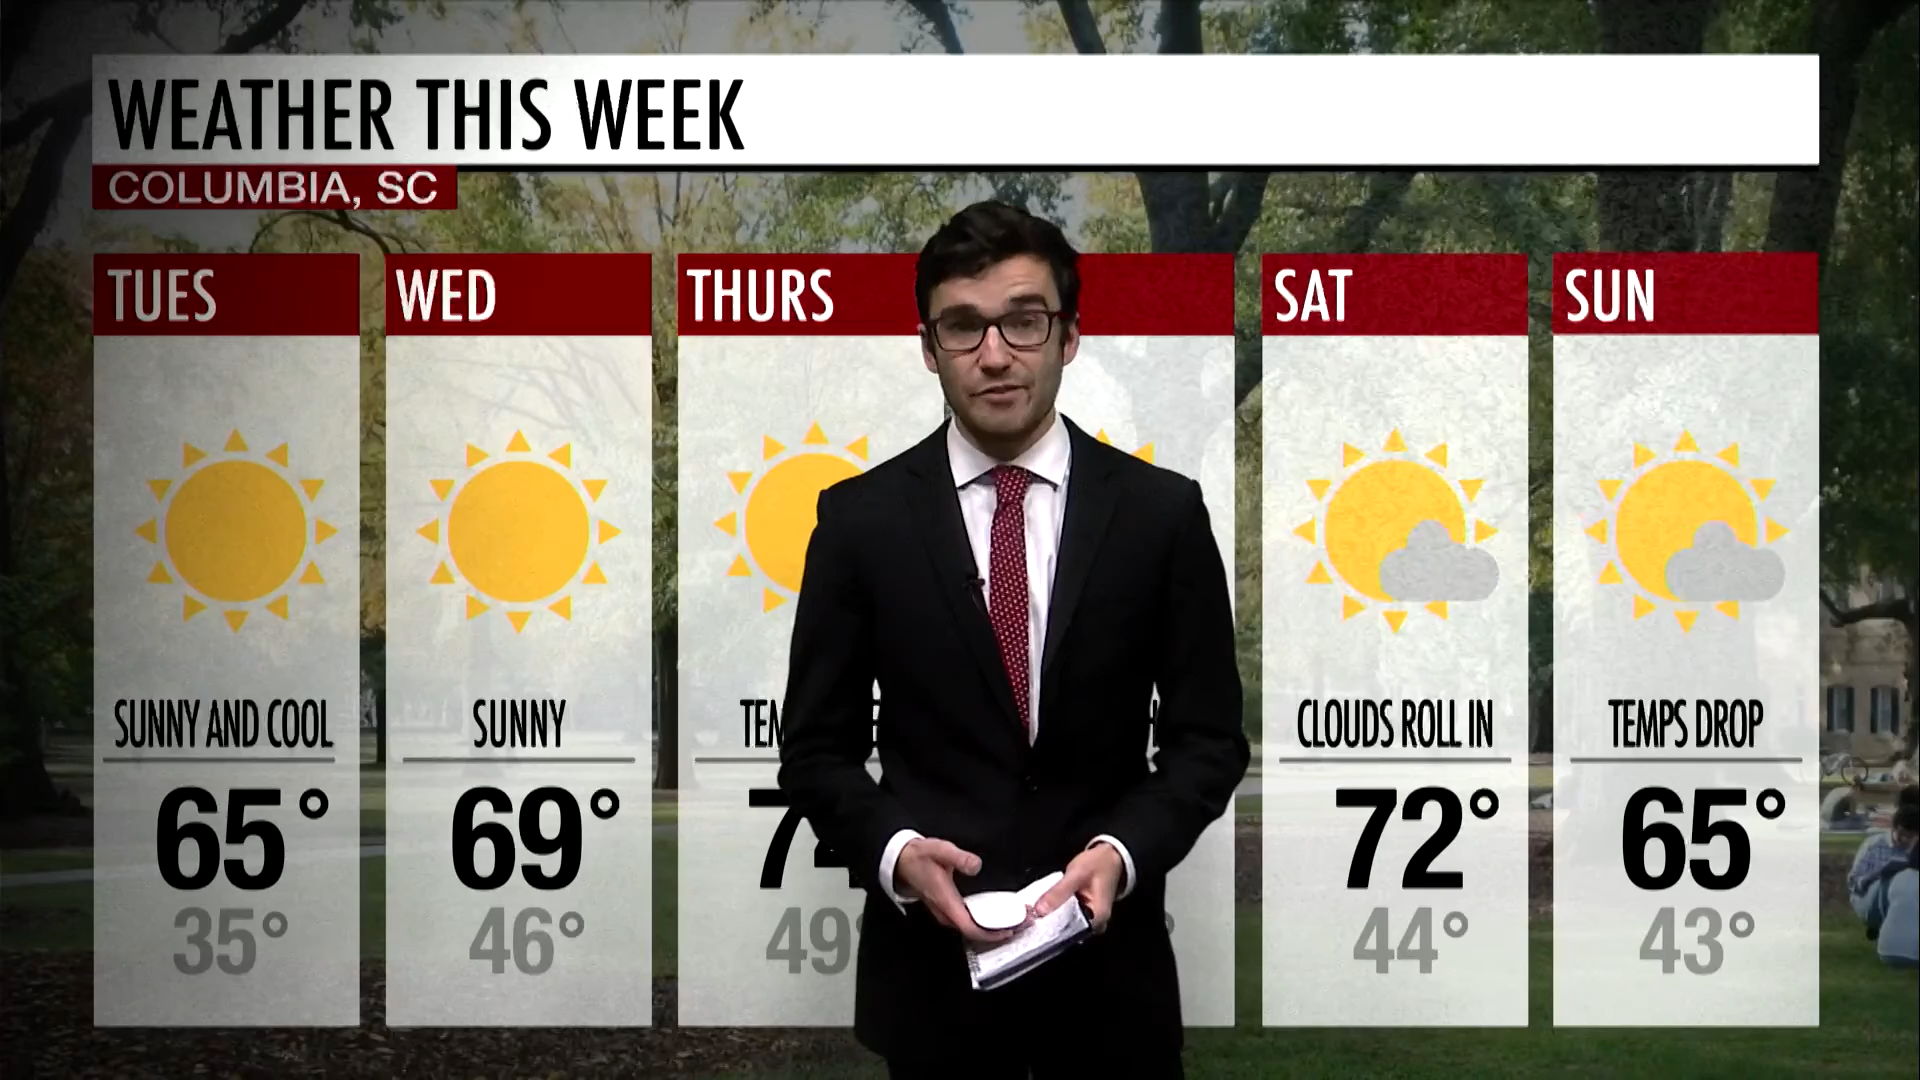 WEATHER THIS WEEK
COLUMBIA, SC
TUES
WED
THURS
SAT
SUN
SUNNY AND COOL
SUNNY
CLOUDS ROLL IN
TEMPS DROP
65°
69°
72°
65°
35°
46°
49°
44°
43°